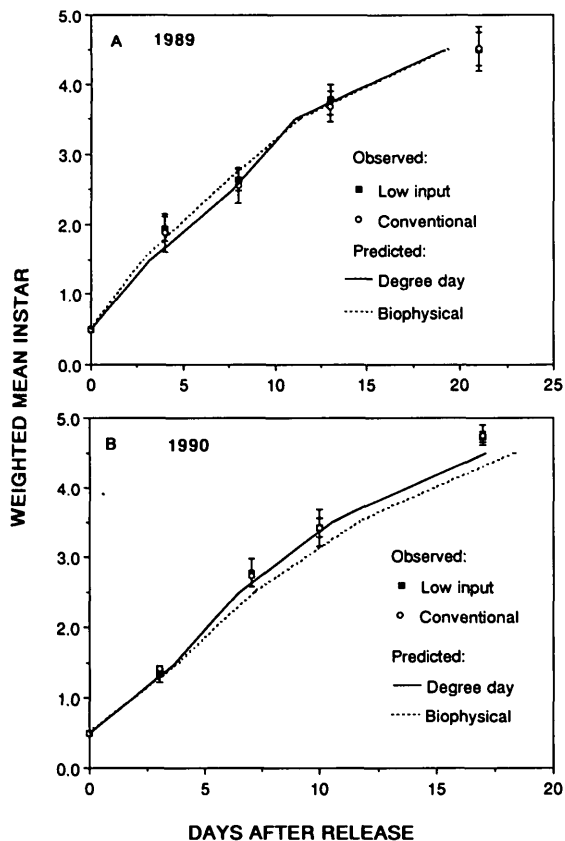 5.0
A 1989
4.0
3.0
Observed:
Low input
2.0
Conventional
Predicted:
1.0
Degree day
Biophysical
0.0
0 5 10 15 20 25
WEIGHTED MEAN INSTAR
5.0
B 1990
4.0
3.0
Observed:
Low input
2.0
Conventional
Predicted:
1.0
Degree day
Biophysical
0.0
0 5 10 15 20
DAYS AFTER RELEASE